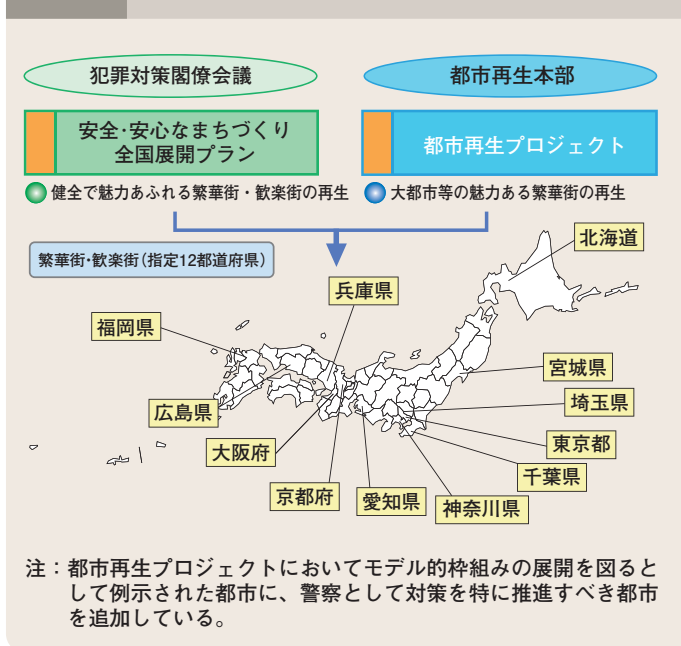 犯罪対策閣僚会議
都市再生本部
安全・安心なまちづくり
全国展開プラン
都市再生プロジェクト
健全で魅力あふれる繁華街・歓楽街の再生
大都市等の魅力ある繁華街の再生
繁華街・歓楽街（指定12都道府県）
北海道
兵庫県
福岡県
宮城県
埼玉県
広島県
東京都
大阪府
千葉県
京都府
愛知県
神奈川県
注：都市再生プロジェクトにおいてモデル的枠組みの展開を図ると
して例示された都市に、警察として対策を特に推進すべき都市
を追加している。